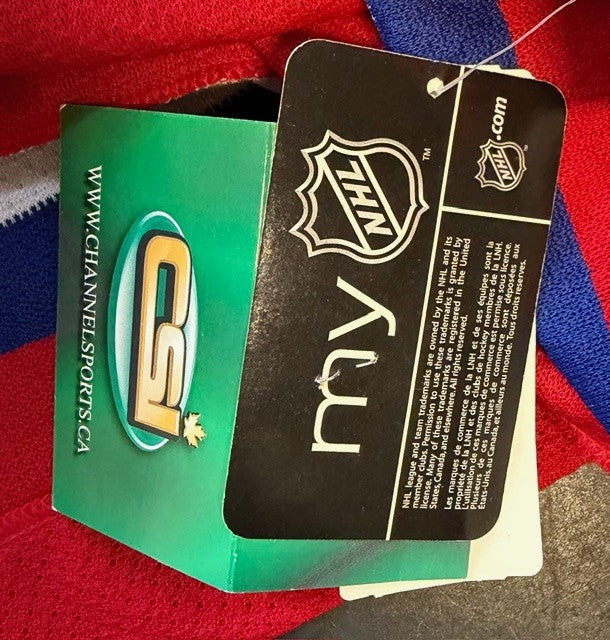 my NHL™
NHL.com
NHL league and team trademarks are owned by the NHL and its
member clubs. Permission to use these trademarks is granted by
license. Many of these trademarks are registered in the United
States, Canada, and elsewhere. All rights reserved.
Les marques de commerce de la LNH et de ses équipes sont la
propriété de la LNH et des clubs de hockey membres de la LNH.
L'utilisation de ces marques de commerce est permise sous licence.
Plusieurs de ces marques de commerce sont déposées aux
États-Unis, au Canada, et ailleurs au monde. Tous droits réservés.
CSI
WWW.CHANNELSPORTS.CA